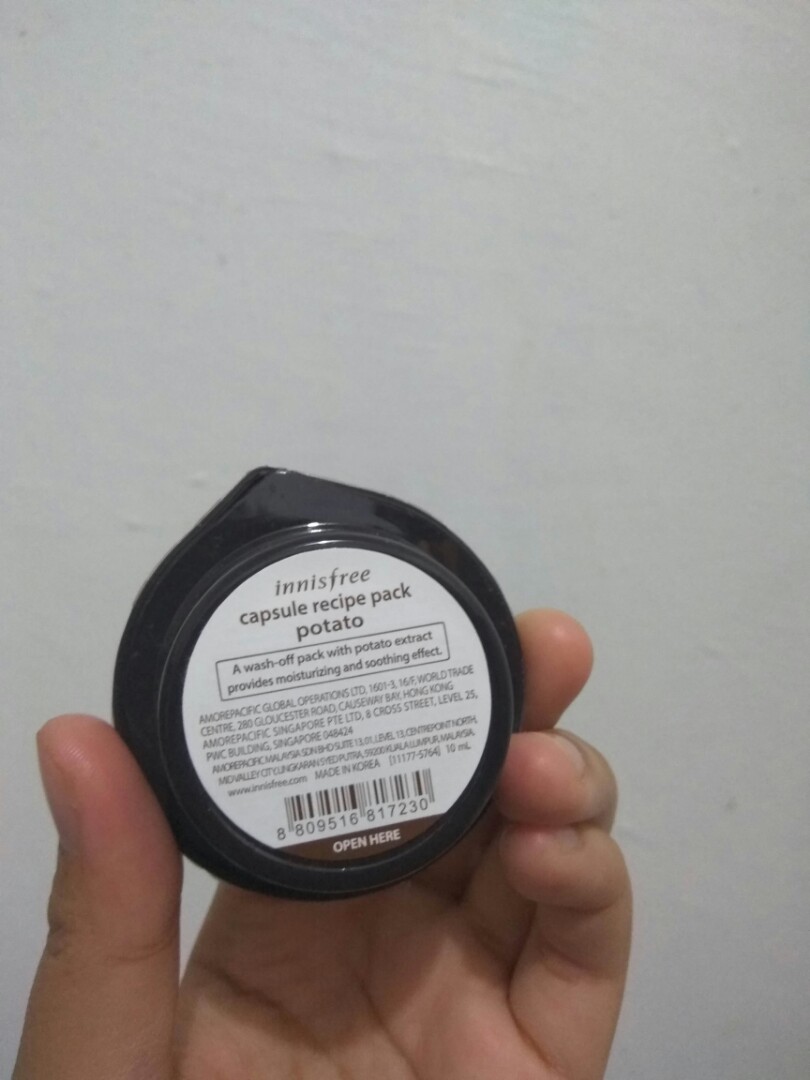 innisfree
capsule recipe pack
potato
A wash-off pack with potato extract
provides moisturizing and soothing effect.
AMOREPACIFIC GLOBAL OPERATIONS LTD, 1601-3, 16/F, WORLD TRADE
CENTRE, 280 GLOUCESTER ROAD, CAUSEWAY BAY, HONG KONG
AMOREPACIFIC SINGAPORE PTE LTD, 8 CROSS STREET, LEVEL 25,
PWC BUILDING, SINGAPORE 048424
AMOREPACIFIC MALAYSIA SDN BHD SUITE 13.01, LEVEL 13, CENTREPOINT NORTH,
MID VALLEY CITY, LINGKARAN SYED PUTRA, 59200 KUALA LUMPUR, MALAYSIA.
www.innisfree.com MADE IN KOREA [11177-5764] 10 mL
8 809516 817230
OPEN HERE